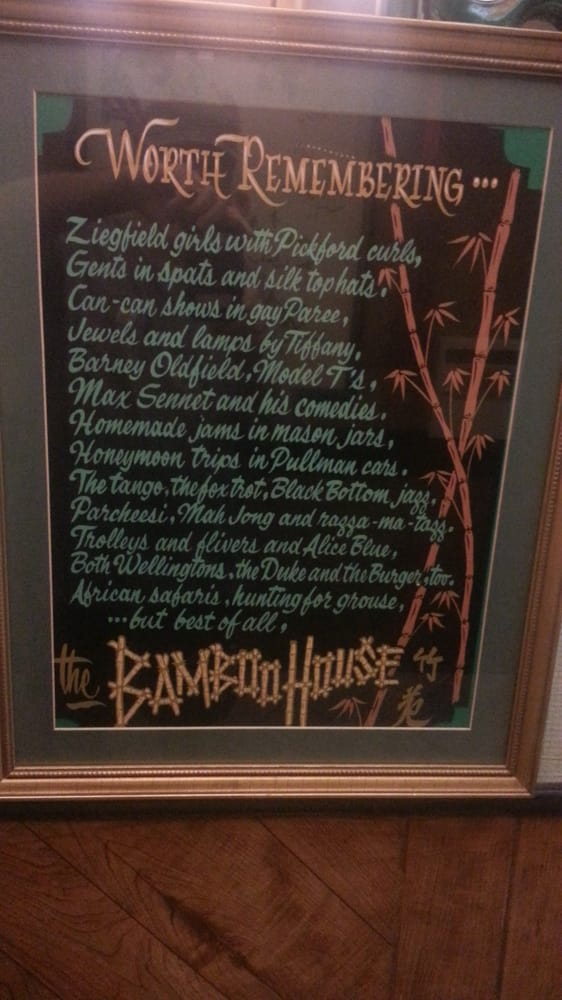 Worth Remembering...
Ziegfield girls with Pickford curls,
Gents in spats and silk top hats.
Can-can shows in gay Paree,
Jewels and lamps by Tiffany,
Barney Oldfield, Model T's,
Max Sennet and his comedies.
Homemade jams in mason jars,
Honeymoon trips in Pullman cars.
The tango, the fox trot, Black Bottom jazz,
Parcheesi, Mah Jong and razza-ma-tazz.
Trolleys and flivers and Alice Blue,
Both Wellingtons, the Duke and the Burger, too.
African safaris, hunting for grouse,
...but best of all,
the Bamboo House
竹
苑